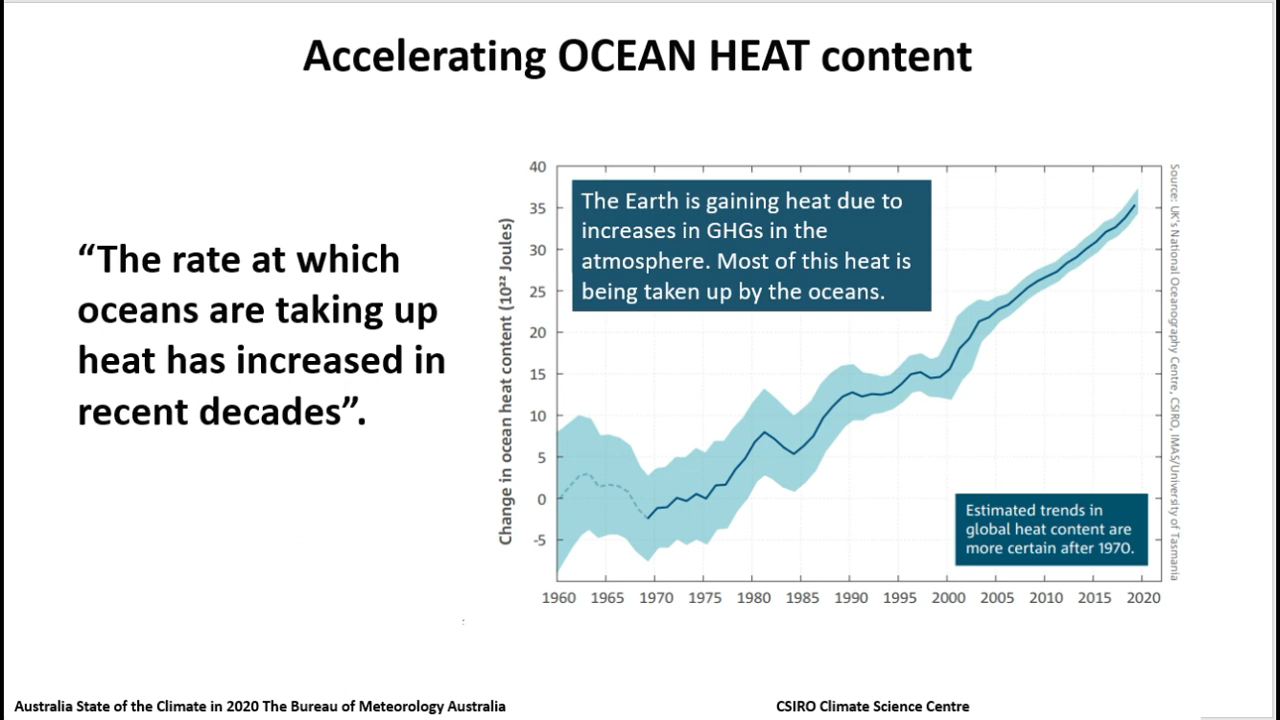 Accelerating OCEAN HEAT content
“The rate at which
oceans are taking up
heat has increased in
recent decades”.
Change in ocean heat content (10²² Joules)
40
35
30
25
20
15
10
5
0
-5
The Earth is gaining heat due to
increases in GHGs in the
atmosphere. Most of this heat is
being taken up by the oceans.
Estimated trends in
global heat content are
more certain after 1970.
1960 1965 1970 1975 1980 1985 1990 1995 2000 2005 2010 2015 2020
Source: UK's National Oceanography Centre, CSIRO, IMAS/University of Tasmania
Australia State of the Climate in 2020 The Bureau of Meteorology Australia
CSIRO Climate Science Centre